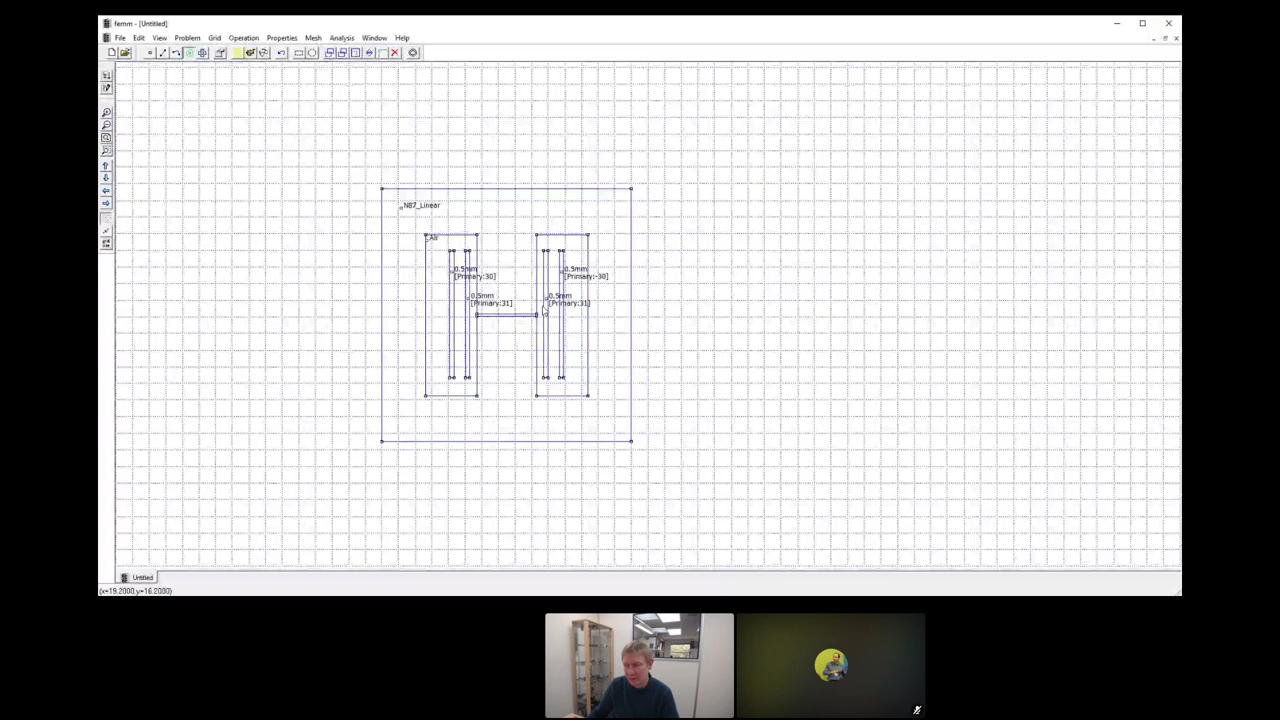 femm - [Untitled]
File Edit View Problem Grid Operation Properties Mesh Analysis Window Help
N87_Linear
Air
0.5mm
[Primary:30]
0.5mm
[Primary:-30]
0.5mm
[Primary:31]
0.5mm
[Primary:31]
Untitled
(x=19.2000,y=16.2000)